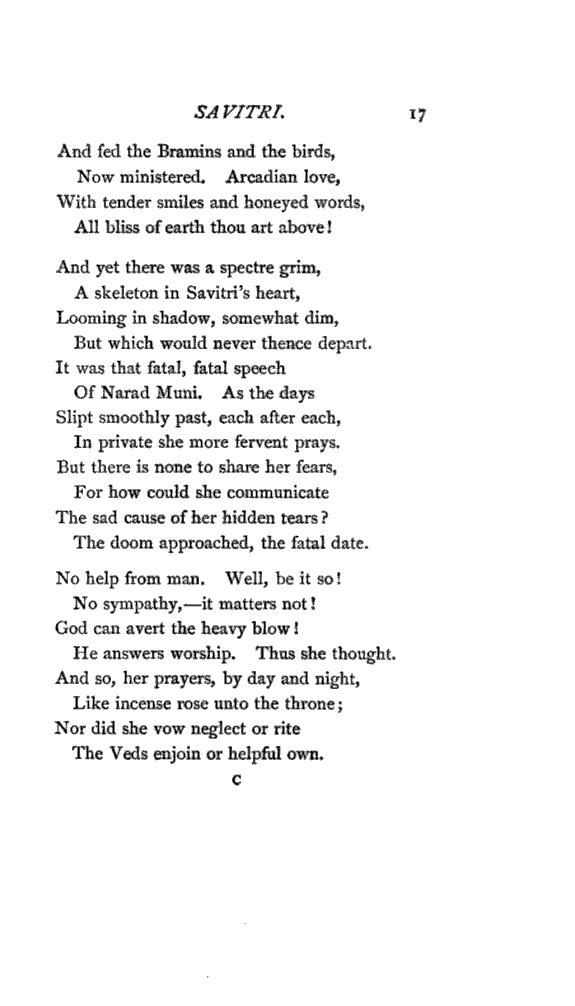 SAVITRI. 17
And fed the Bramins and the birds,
Now ministered. Arcadian love,
With tender smiles and honeyed words,
All bliss of earth thou art above!
And yet there was a spectre grim,
A skeleton in Savitri's heart,
Looming in shadow, somewhat dim,
But which would never thence depart.
It was that fatal, fatal speech
Of Narad Muni. As the days
Slipt smoothly past, each after each,
In private she more fervent prays.
But there is none to share her fears,
For how could she communicate
The sad cause of her hidden tears?
The doom approached, the fatal date.
No help from man. Well, be it so!
No sympathy,—it matters not!
God can avert the heavy blow!
He answers worship. Thus she thought.
And so, her prayers, by day and night,
Like incense rose unto the throne;
Nor did she vow neglect or rite
The Veds enjoin or helpful own.
C